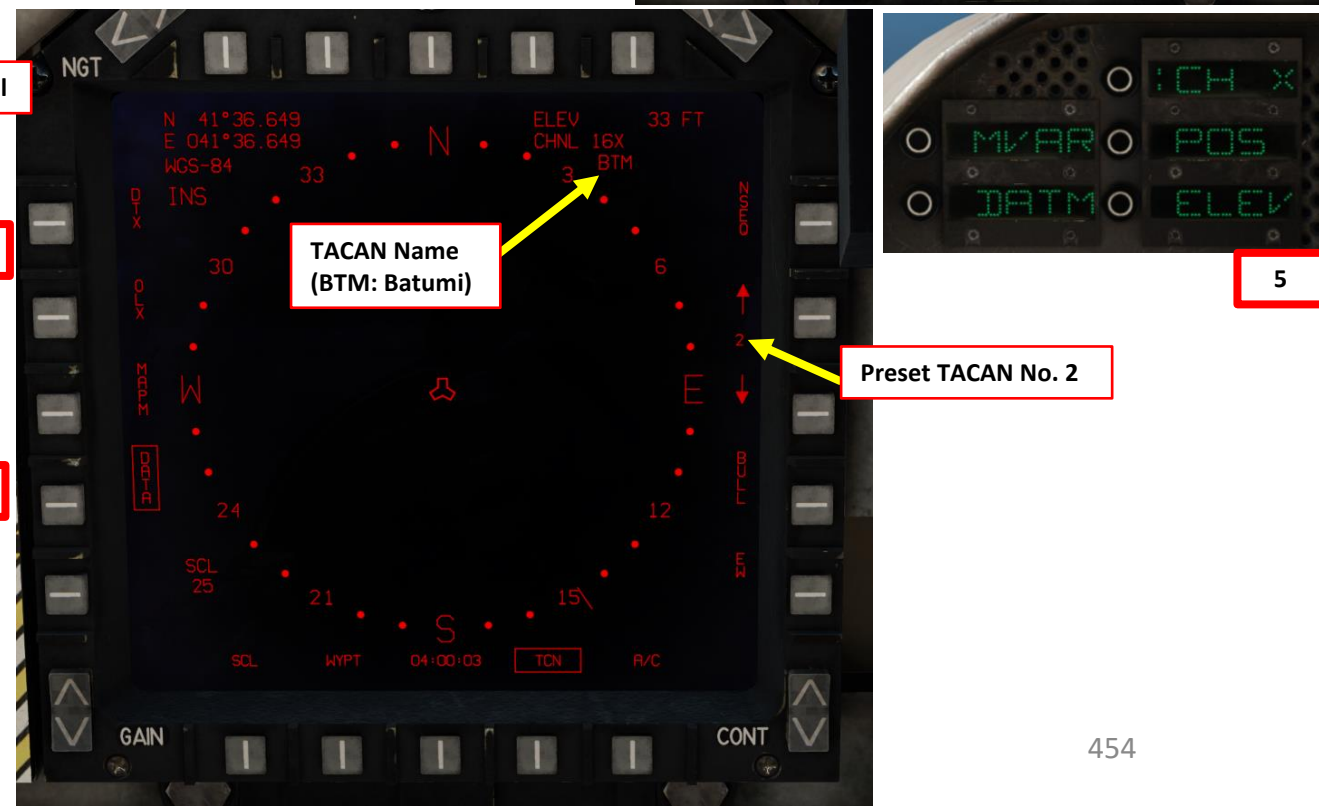 NGT
l
N 41°36.649
E 041°36.649
WGS-84
INS
ELEV 33 FT
CHNL 16X
BTM
N
3
6
E
12
15
S
21
24
W
30
33
DTX
OLX
MAPM
DATA
SCL
25
NSEQ
2
BULL
EW
SCL WYPT 04:00:03 TCN A/C
GAIN
CONT
TACAN Name
(BTM: Batumi)
Preset TACAN No. 2
:CH X
MVAR POS
DATM ELEV
5
454